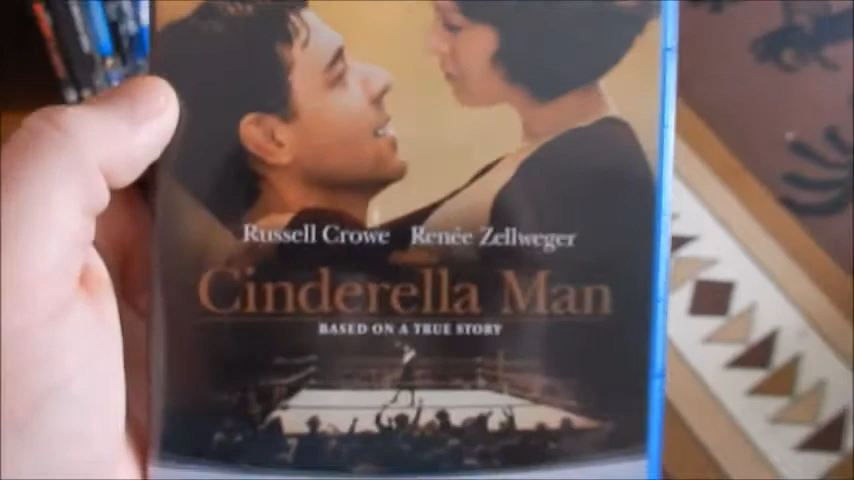 Russell Crowe Renée Zellweger
Cinderella Man
BASED ON A TRUE STORY